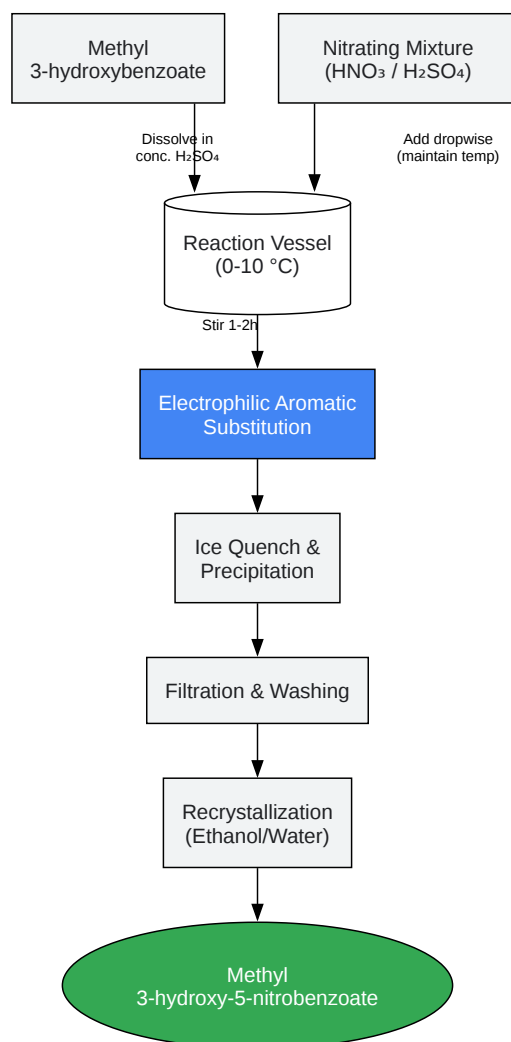 Methyl
3-hydroxybenzoate
Nitrating Mixture
(HNO₃ / H₂SO₄)
Dissolve in
conc. H₂SO₄
Add dropwise
(maintain temp)
Reaction Vessel
(0-10 °C)
Stir 1-2h
Electrophilic Aromatic
Substitution
Ice Quench &
Precipitation
Filtration & Washing
Recrystallization
(Ethanol/Water)
Methyl
3-hydroxy-5-nitrobenzoate